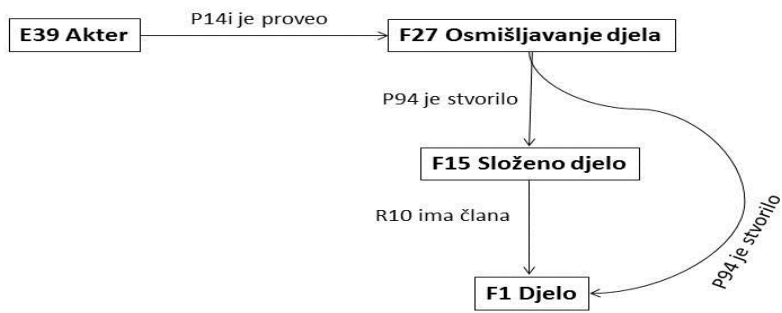 P14i je proveo
E39 Akter
F27 Osmišljavanje djela
P94 je stvorilo
F15 Složeno djelo
R10 ima člana
P94 je stvorilo
F1 Djelo